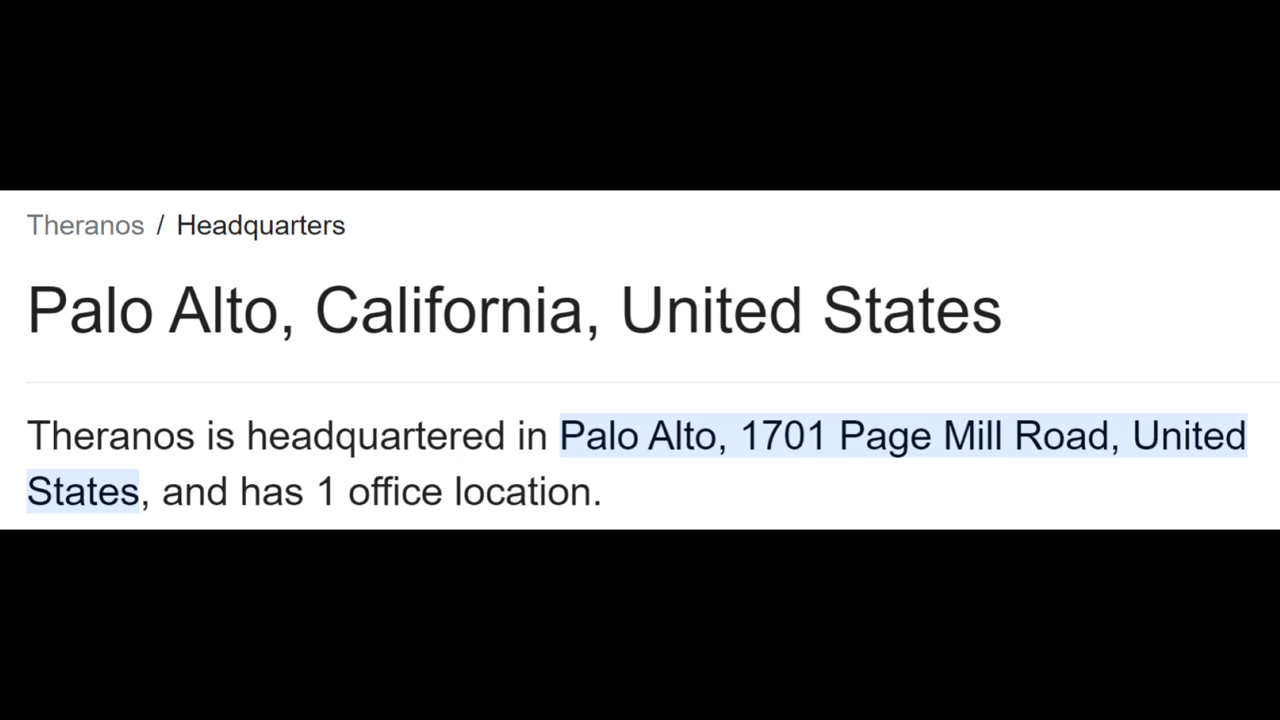 Theranos / Headquarters
Palo Alto, California, United States
Theranos is headquartered in Palo Alto, 1701 Page Mill Road, United
States, and has 1 office location.